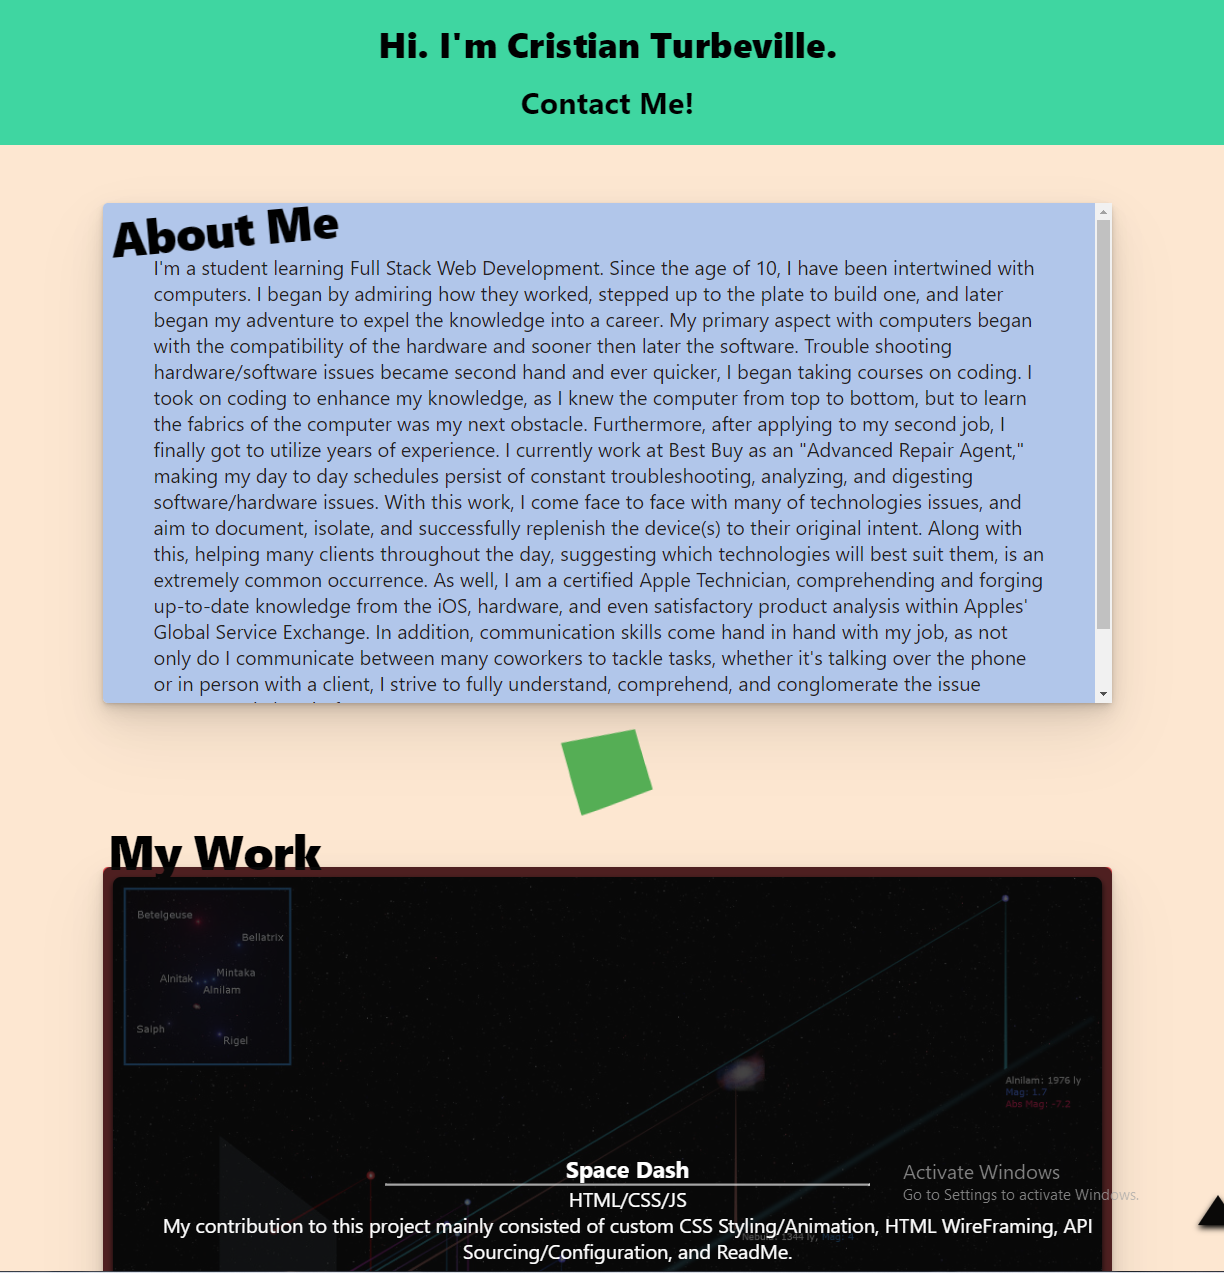 Hi. I'm Cristian Turbeville.
Contact Me!
About Me
I'm a student learning Full Stack Web Development. Since the age of 10, I have been intertwined with
computers. I began by admiring how they worked, stepped up to the plate to build one, and later
began my adventure to expel the knowledge into a career. My primary aspect with computers began
with the compatibility of the hardware and sooner then later the software. Trouble shooting
hardware/software issues became second hand and ever quicker, I began taking courses on coding. I
took on coding to enhance my knowledge, as I knew the computer from top to bottom, but to learn
the fabrics of the computer was my next obstacle. Furthermore, after applying to my second job, I
finally got to utilize years of experience. I currently work at Best Buy as an "Advanced Repair Agent,"
making my day to day schedules persist of constant troubleshooting, analyzing, and digesting
software/hardware issues. With this work, I come face to face with many of technologies issues, and
aim to document, isolate, and successfully replenish the device(s) to their original intent. Along with
this, helping many clients throughout the day, suggesting which technologies will best suit them, is an
extremely common occurrence. As well, I am a certified Apple Technician, comprehending and forging
up-to-date knowledge from the iOS, hardware, and even satisfactory product analysis within Apples'
Global Service Exchange. In addition, communication skills come hand in hand with my job, as not
only do I communicate between many coworkers to tackle tasks, whether it's talking over the phone
or in person with a client, I strive to fully understand, comprehend, and conglomerate the issue
My Work
Betelgeuse
Bellatrix
Mintaka
Alnitak
Alnilam
Saiph
Rigel
Alnilam: 1976 ly
Mag: 1.7
Abs Mag: -7.2
Space Dash
HTML/CSS/JS
My contribution to this project mainly consisted of custom CSS Styling/Animation, HTML WireFraming, API
Nebula: 1344 ly, Mag: 4
Sourcing/Configuration, and ReadMe.
Activate Windows
Go to Settings to activate Windows.